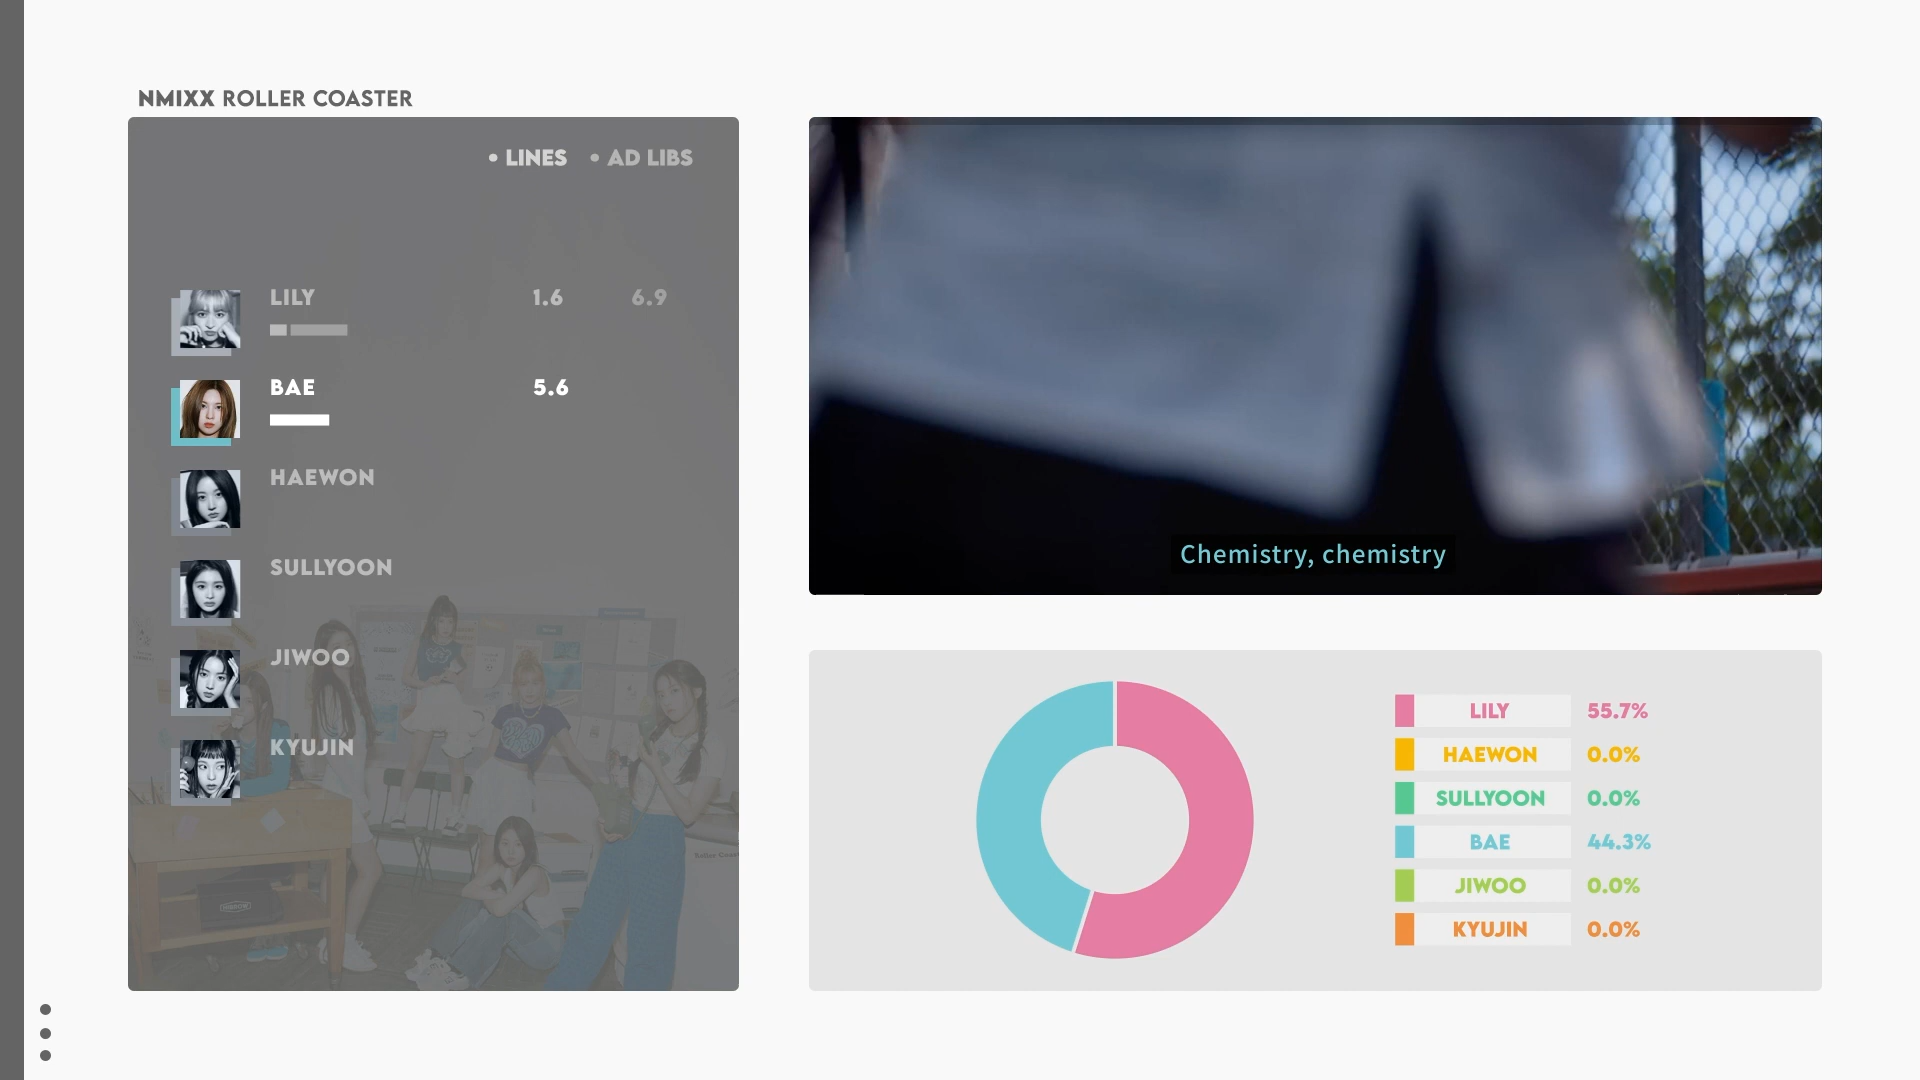 NMIXX ROLLER COASTER
• LINES • AD LIBS
LILY 1.6 6.9
BAE 5.6
HAEWON
SULLYOON
JIWOO
KYUJIN
Chemistry, chemistry
LILY 55.7%
HAEWON 0.0%
SULLYOON 0.0%
BAE 44.3%
JIWOO 0.0%
KYUJIN 0.0%